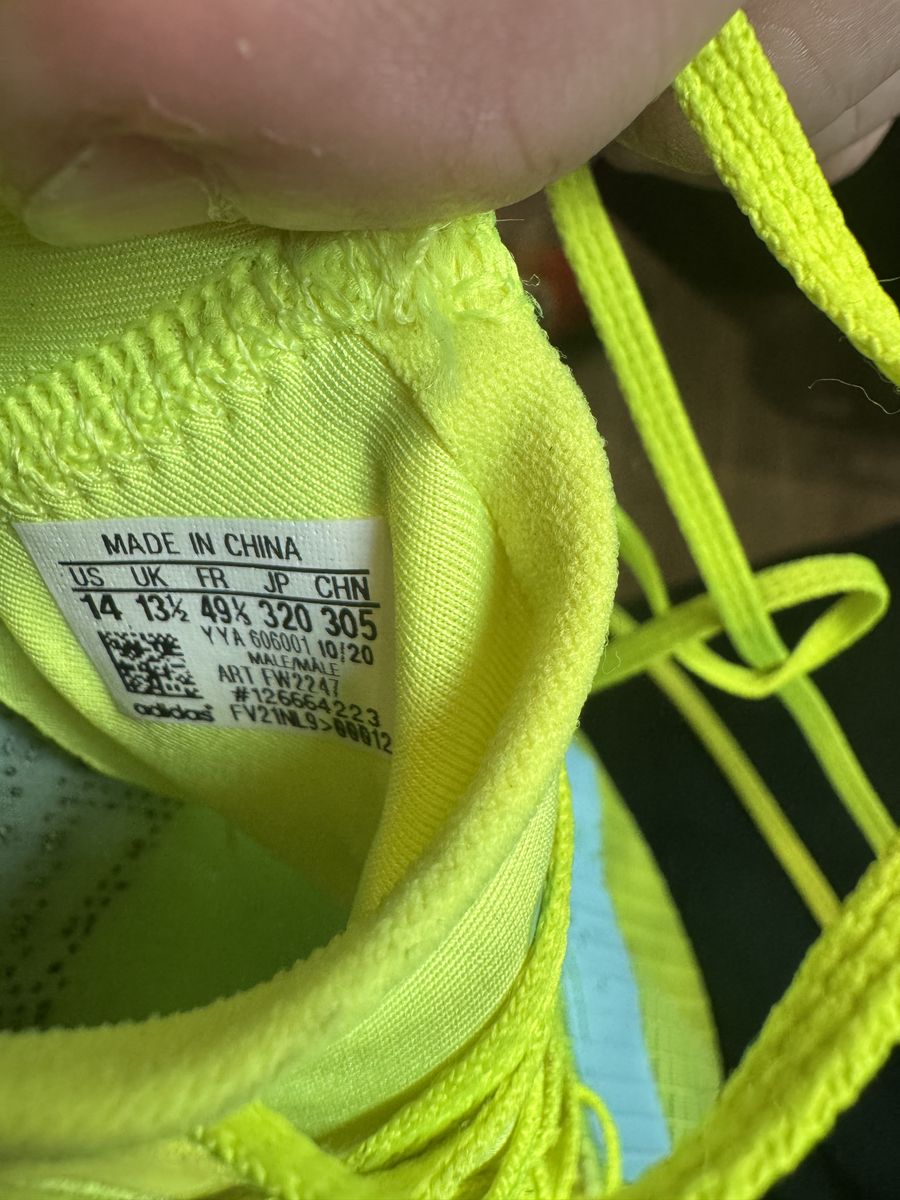 MADE IN CHINA
US UK FR JP CHN
14 13½ 49⅓ 320 305
YYA 606001 10/20
MALE/MÂLE
ART FW2247
#126664223
adidas FV21NL9>00012